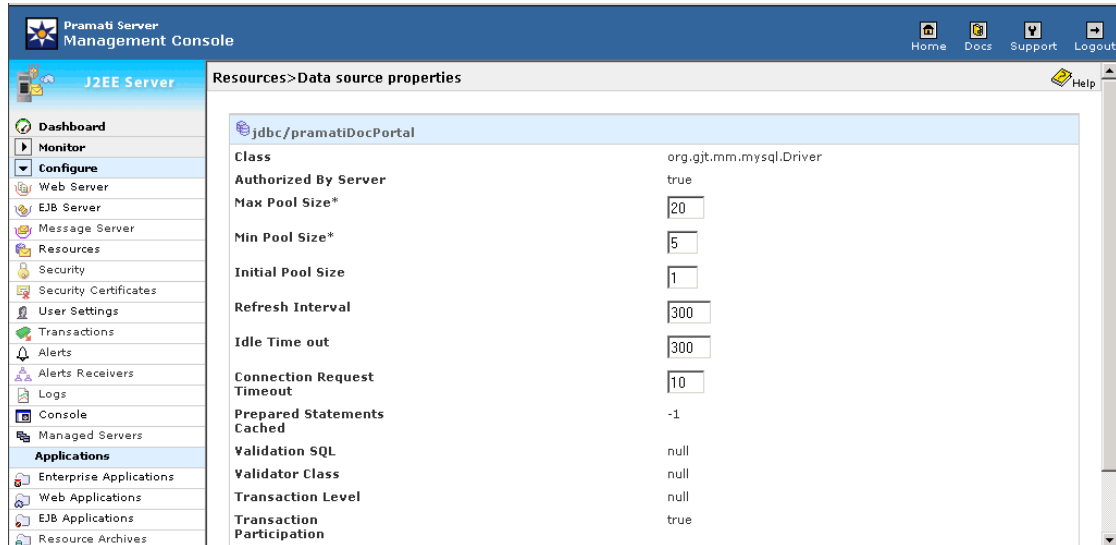 Pramati Server
Management Console
Home Docs Support Logout
J2EE Server
Resources>Data source properties
Help
Dashboard
Monitor
Configure
Web Server
EJB Server
Message Server
Resources
Security
Security Certificates
User Settings
Transactions
Alerts
Alerts Receivers
Logs
Console
Managed Servers
Applications
Enterprise Applications
Web Applications
EJB Applications
Resource Archives
jdbc/pramatiDocPortal
Class org.gjt.mm.mysql.Driver
Authorized By Server true
Max Pool Size* 20
Min Pool Size* 5
Initial Pool Size 1
Refresh Interval 300
Idle Time out 300
Connection Request
Timeout 10
Prepared Statements
Cached -1
Validation SQL null
Validator Class null
Transaction Level null
Transaction
Participation true